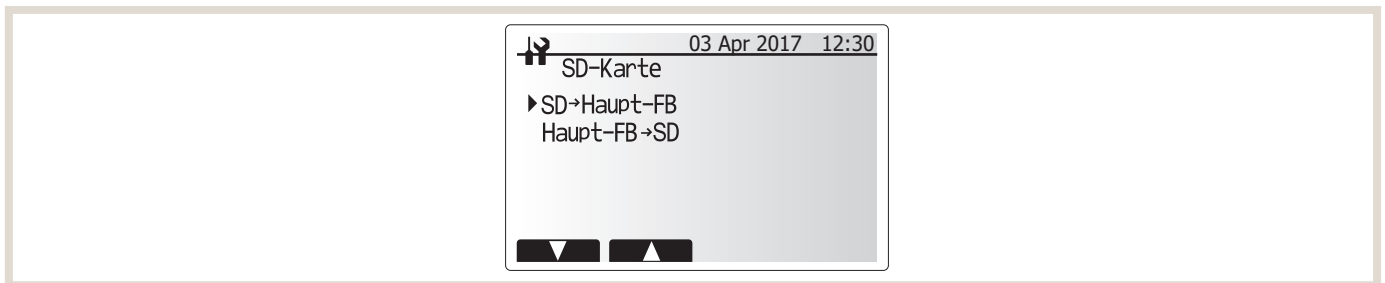 03 Apr 2017 12:30
SD-Karte
SD→Haupt-FB
Haupt-FB→SD